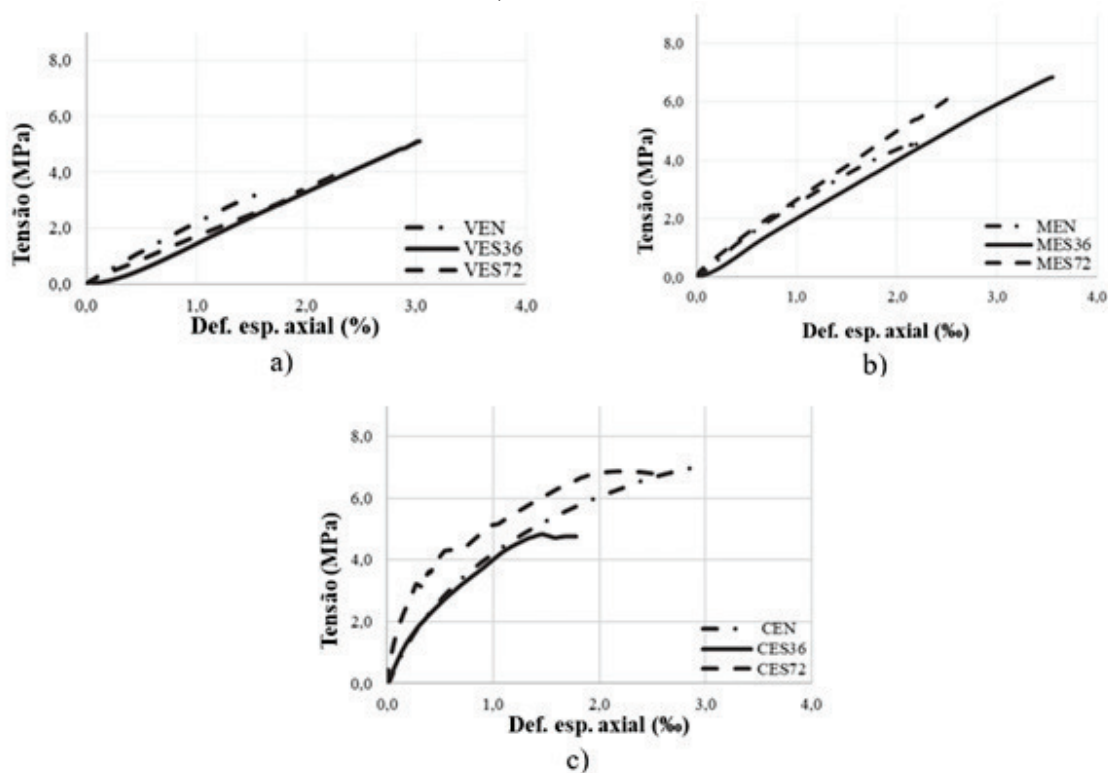 8,0
6,0
4,0
2,0
0,0
Tensão (MPa)
VEN
VES36
VES72
0,0 1,0 2,0 3,0 4,0
Def. esp. axial (%)
a)
8,0
6,0
4,0
2,0
0,0
Tensão (MPa)
MEN
MES36
MES72
0,0 1,0 2,0 3,0 4,0
Def. esp. axial (‰)
b)
8,0
6,0
4,0
2,0
0,0
Tensão (MPa)
CEN
CES36
CES72
0,0 1,0 2,0 3,0 4,0
Def. esp. axial (‰)
c)